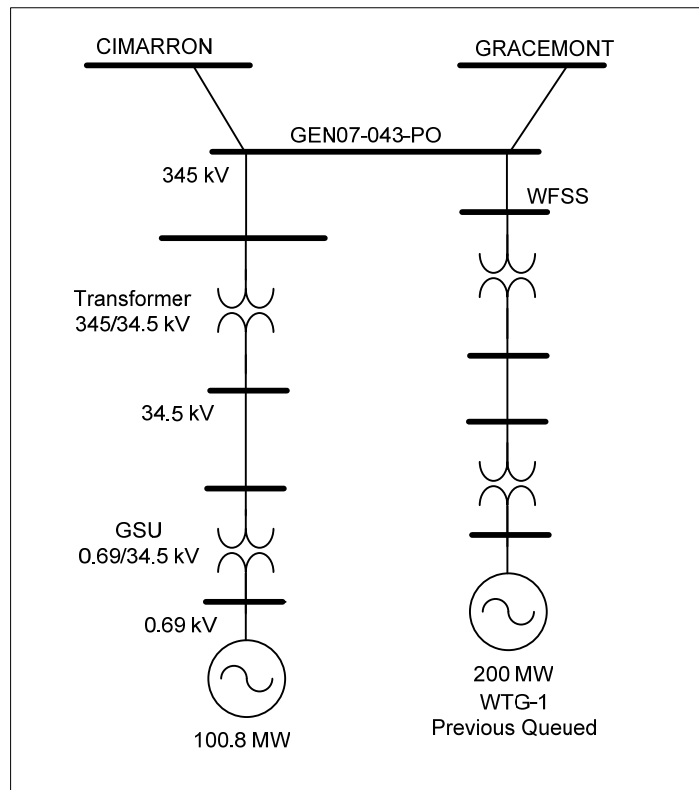 CIMARRON
GRACEMONT
GEN07-043-PO
345 kV
WFSS
Transformer
345/34.5 kV
34.5 kV
GSU
0.69/34.5 kV
0.69 kV
100.8 MW
200 MW
WTG-1
Previous Queued